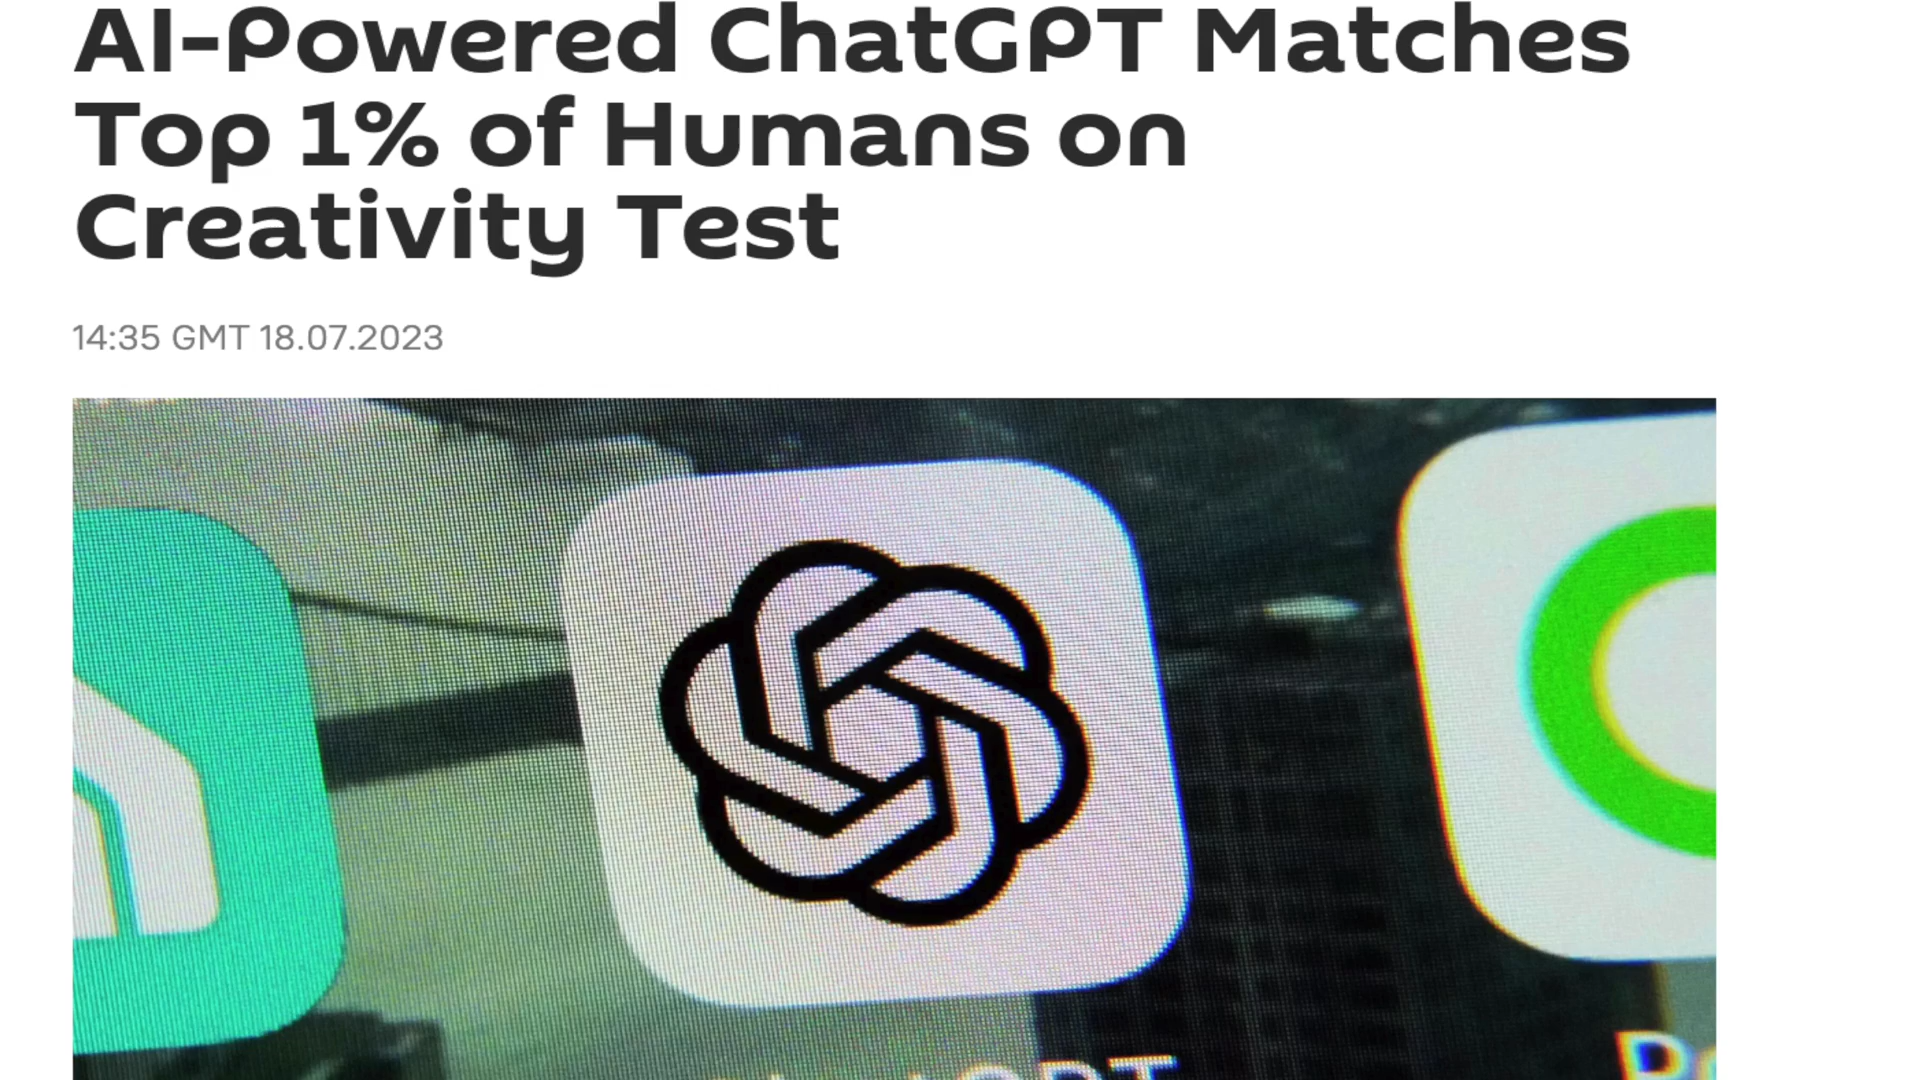 AI-Powered ChatGPT Matches
Top 1% of Humans on
Creativity Test
14:35 GMT 18.07.2023